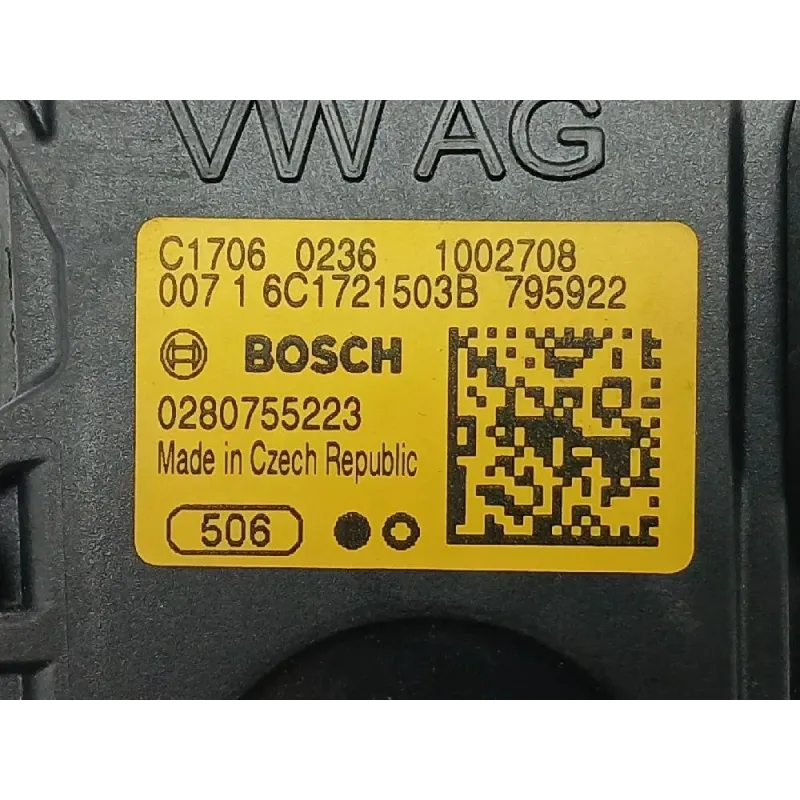 VW AG
C1706 0236 1002708
007 1 6C1721503B 795922
BOSCH
0280755223
Made in Czech Republic
506